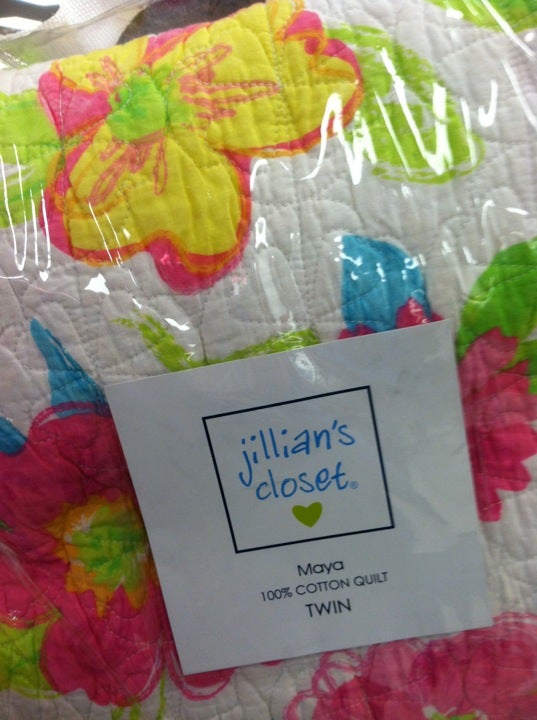 jillian's
closet®
Maya
100% COTTON QUILT
TWIN